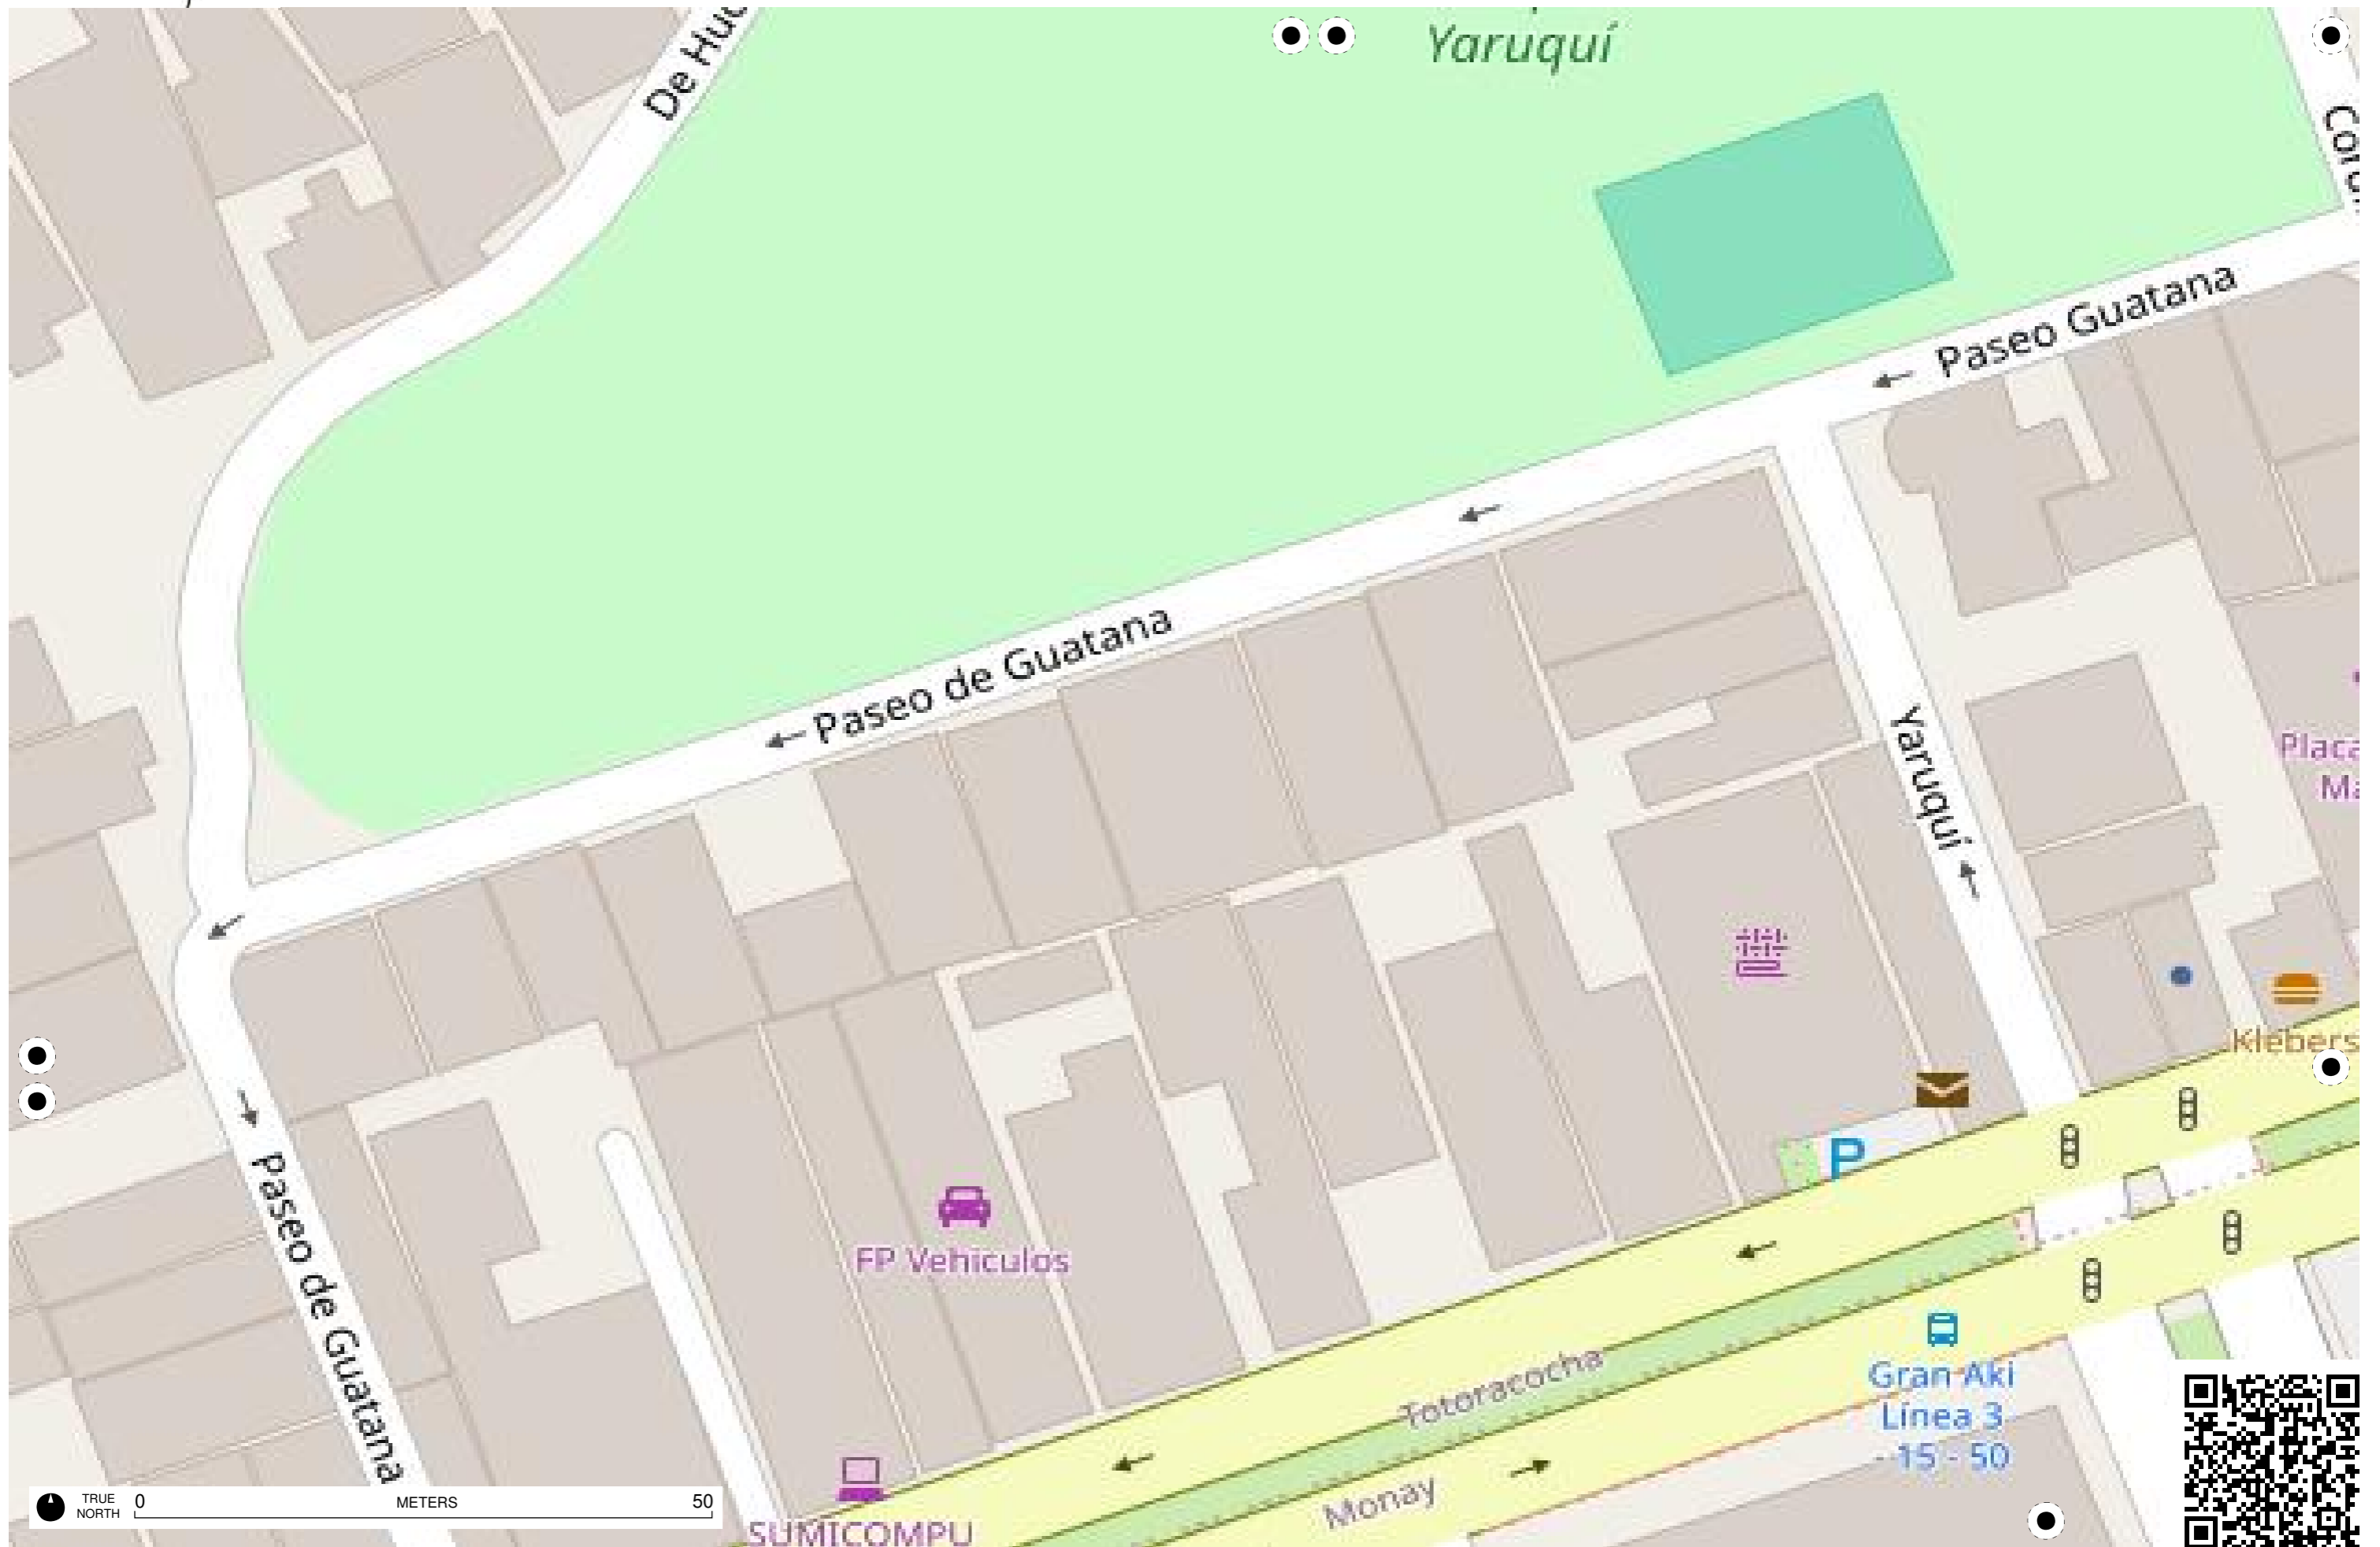 Yaruquí
Paseo Guatana
Paseo de Guatana
Yaruquí
Klebers
P
FP Vehiculos
Paseo de Guatana
Totoracocha
Gran Aki
Línea 3
15 - 50
Monay
SUMICOMPU
TRUE
NORTH
0
METERS
50